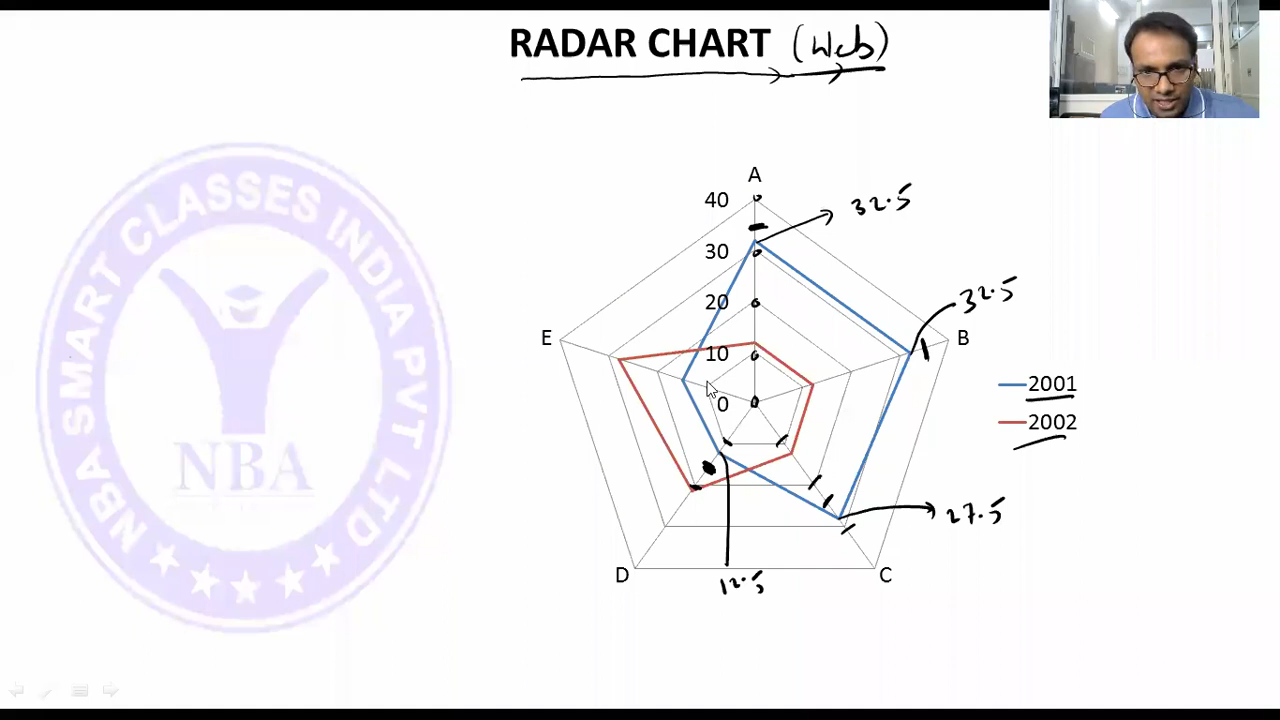 RADAR CHART (Web)
A
40
32.5
30
32.5
20
E
B
10
2001
0
2002
27.5
D
C
12.5
NBA SMART CLASSES INDIA PVT LTD
NBA